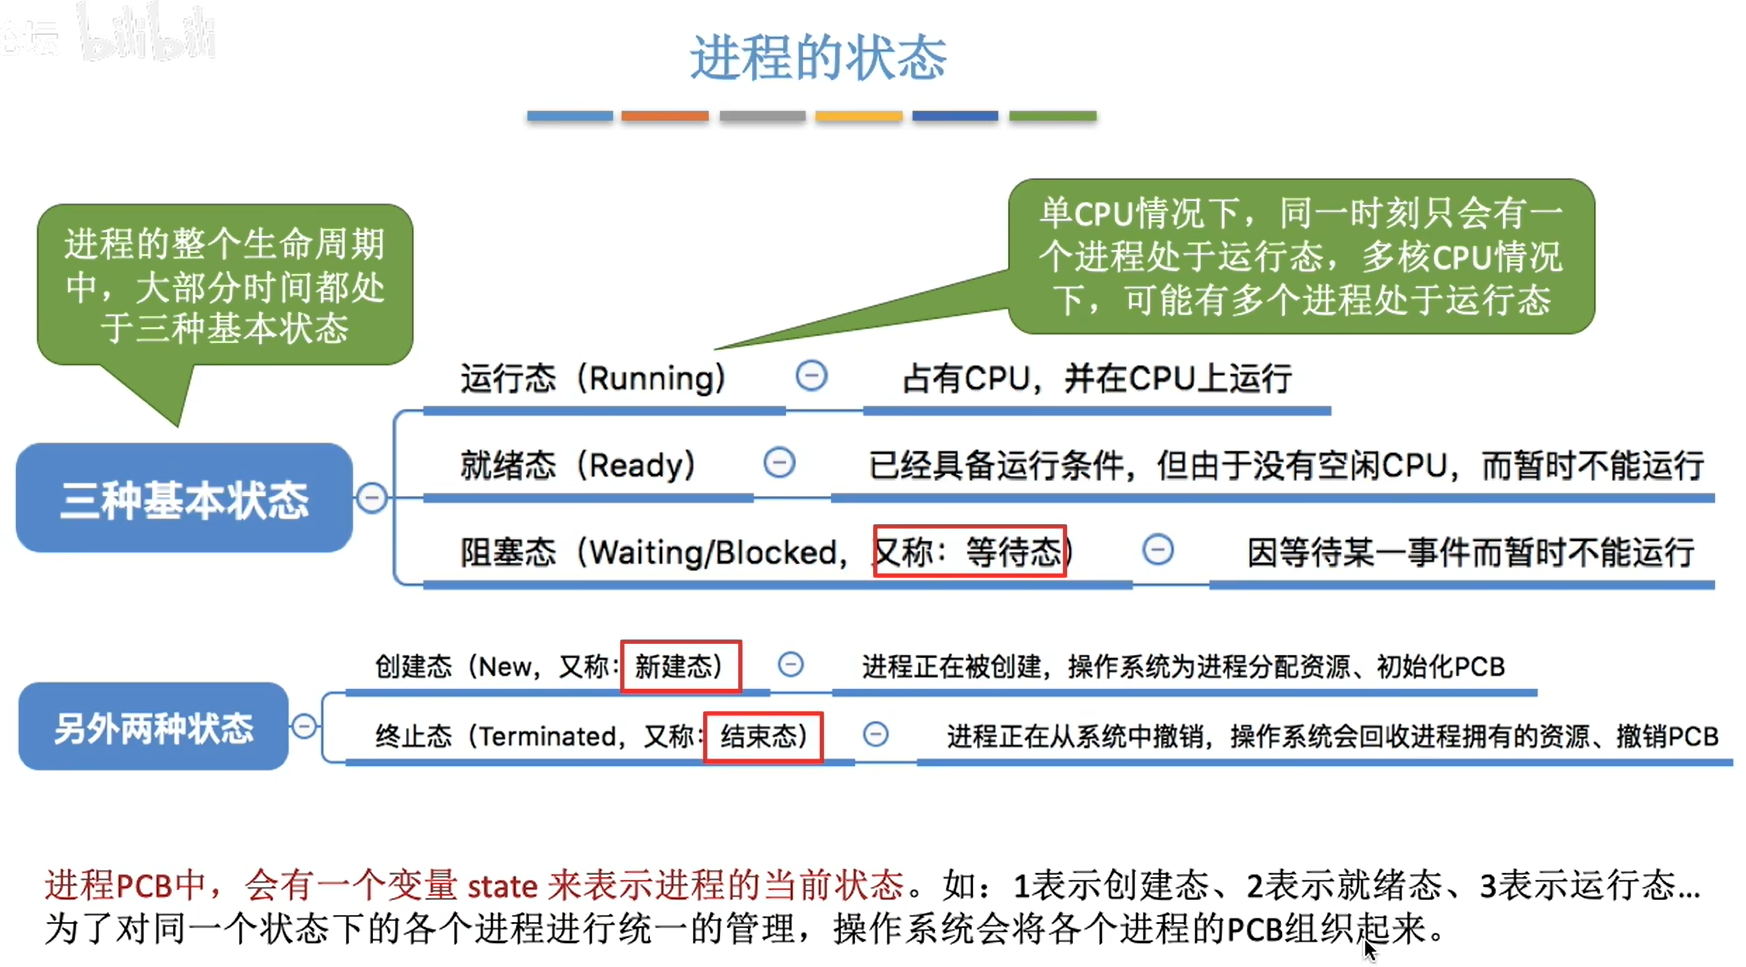 bilibili
进程的状态
进程的整个生命周期
中，大部分时间都处
于三种基本状态
单CPU情况下，同一时刻只会有一
个进程处于运行态，多核CPU情况
下，可能有多个进程处于运行态
三种基本状态
运行态（Running）
占有CPU，并在CPU上运行
就绪态（Ready）
已经具备运行条件，但由于没有空闲CPU，而暂时不能运行
阻塞态（Waiting/Blocked，又称：等待态）
因等待某一事件而暂时不能运行
另外两种状态
创建态（New，又称：新建态）
进程正在被创建，操作系统为进程分配资源、初始化PCB
终止态（Terminated，又称：结束态）
进程正在从系统中撤销，操作系统会回收进程拥有的资源、撤销PCB
进程PCB中，会有一个变量 state 来表示进程的当前状态。如：1表示创建态、2表示就绪态、3表示运行态...
为了对同一个状态下的各个进程进行统一的管理，操作系统会将各个进程的PCB组织起来。